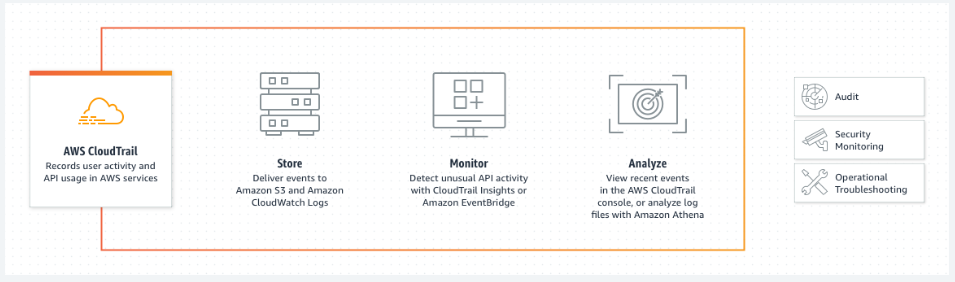 AWS CloudTrail
Records user activity and
API usage in AWS services
Store
Deliver events to
Amazon S3 and Amazon
CloudWatch Logs
Monitor
Detect unusual API activity
with CloudTrail Insights or
Amazon EventBridge
Analyze
View recent events
in the AWS CloudTrail
console, or analyze log
files with Amazon Athena
Audit
Security
Monitoring
Operational
Troubleshooting